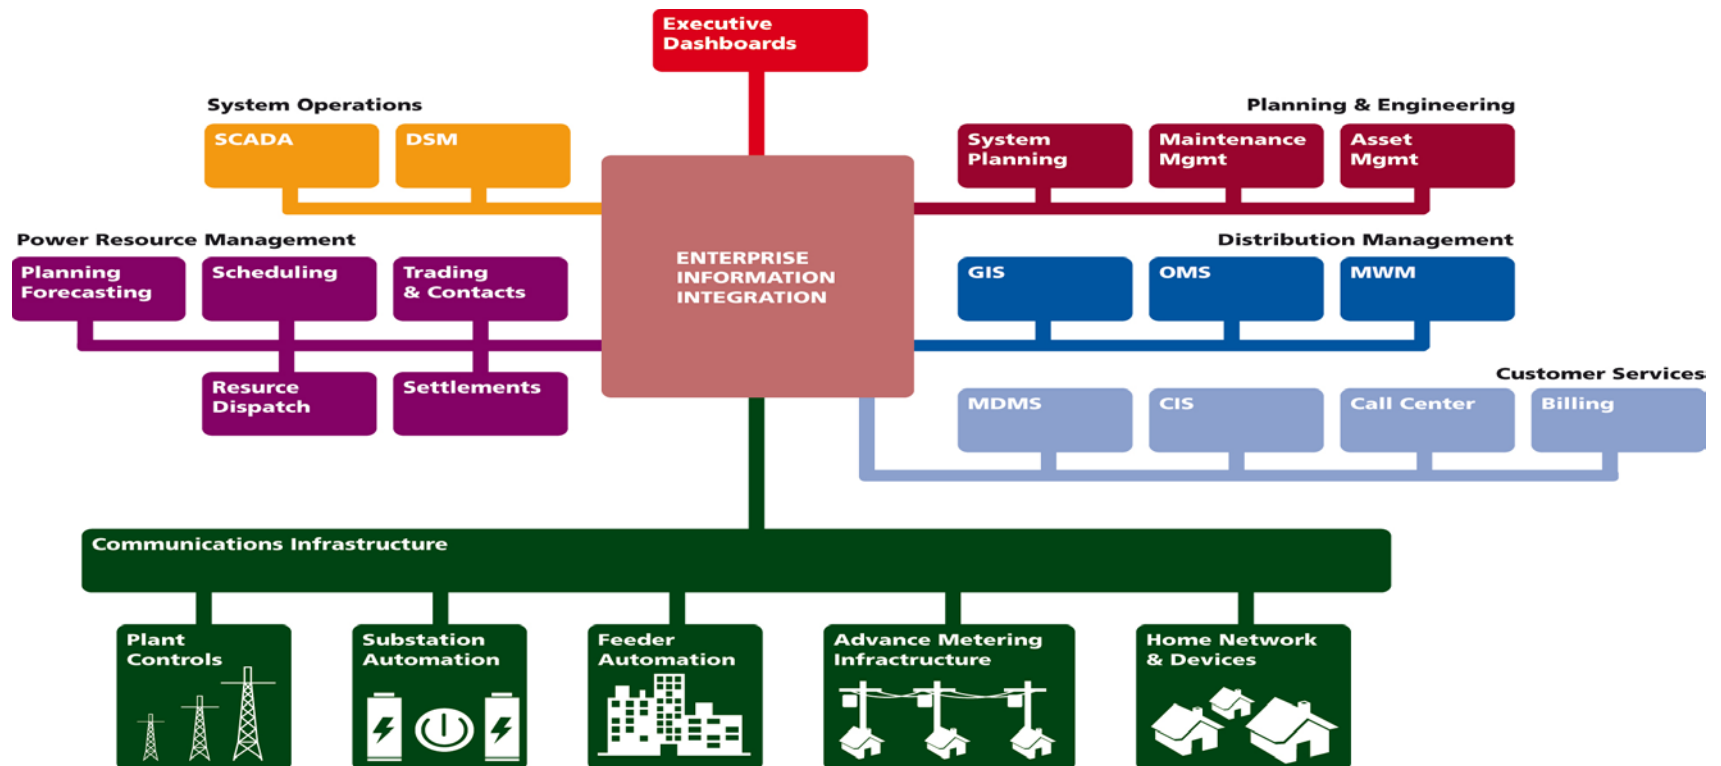 Executive
Dashboards
System Operations
SCADA
DSM
Planning & Engineering
System
Planning
Maintenance
Mgmt
Asset
Mgmt
ENTERPRISE
INFORMATION
INTEGRATION
Power Resource Management
Planning
Forecasting
Scheduling
Trading
& Contacts
Resurce
Dispatch
Settlements
Distribution Management
GIS
OMS
MWM
Customer Services
MDMS
CIS
Call Center
Billing
Communications Infrastructure
Plant
Controls
Substation
Automation
Feeder
Automation
Advance Metering
Infractructure
Home Network
& Devices